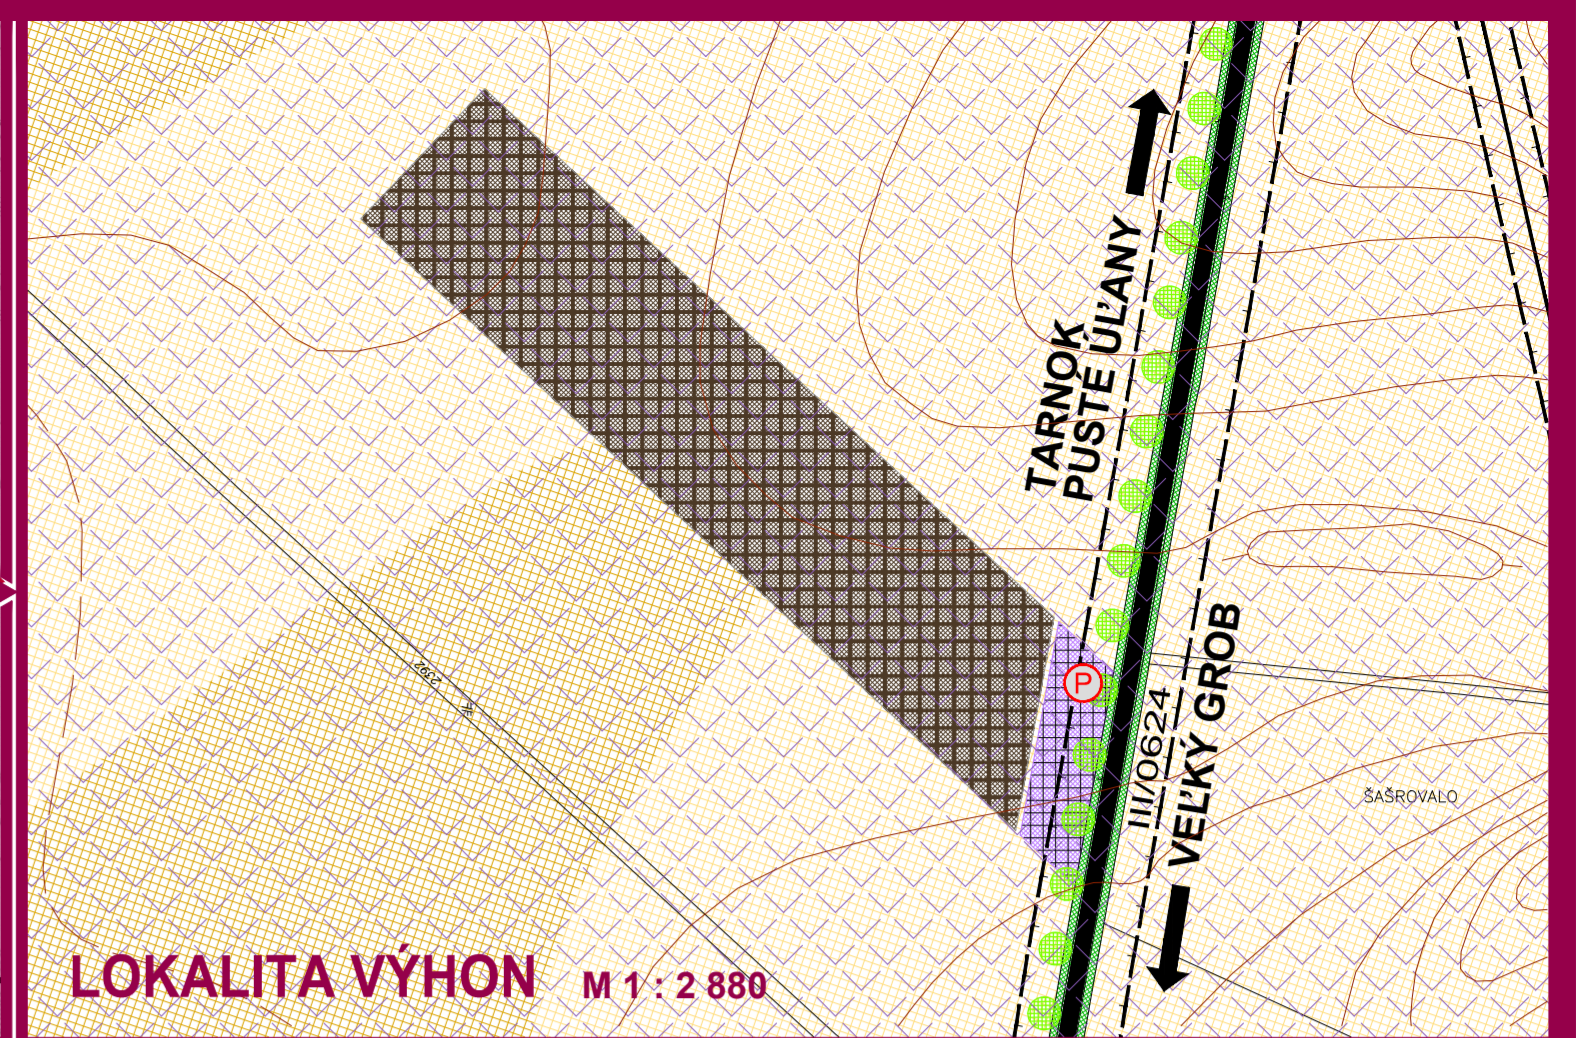 TARNOK
PUSTÉ ÚĽANY
P
III/0624
VEĽKÝ GROB
ŠAŠROVALO
2392
LOKALITA VÝHON
M 1 : 2 880